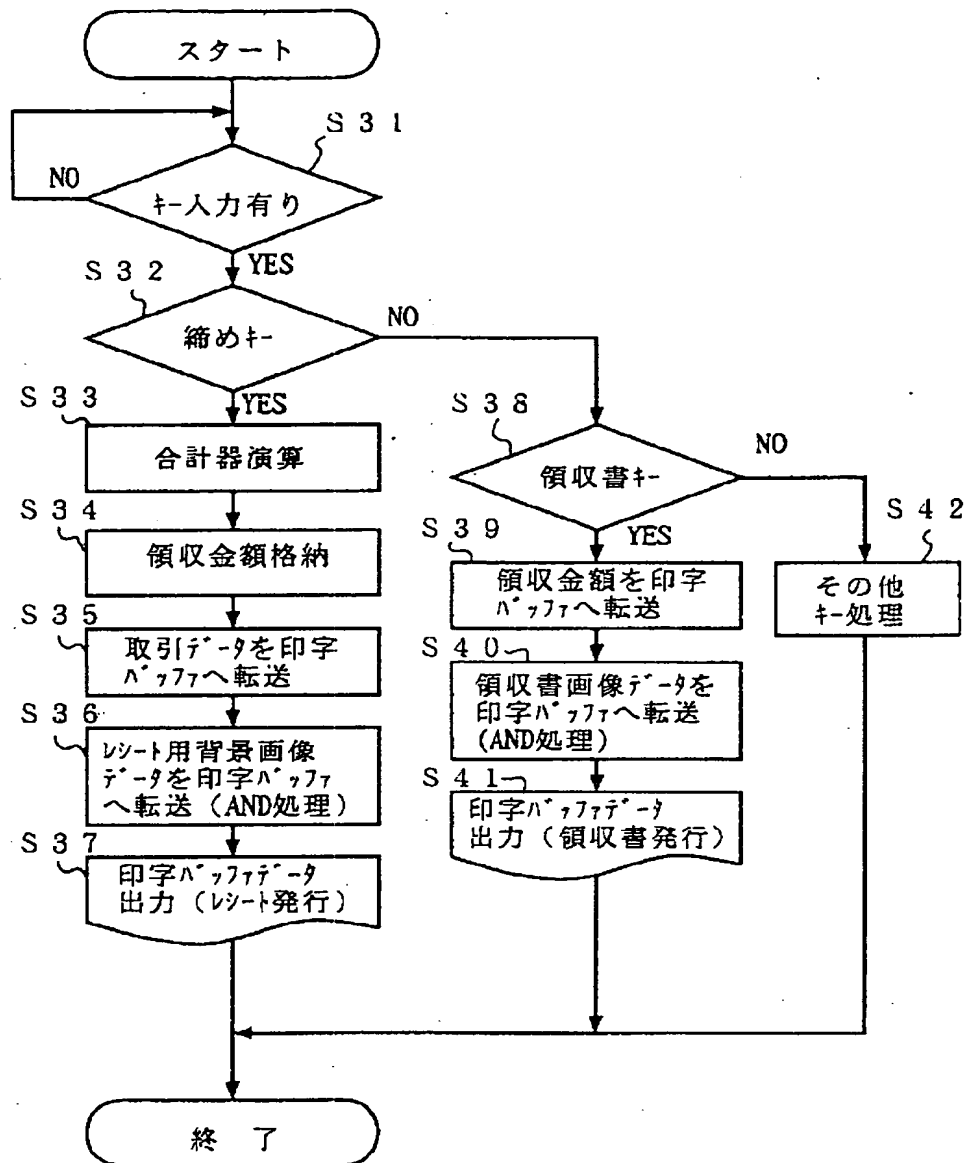 スタート
S31
NO
キー入力有り
YES
S32
NO
締めキー
YES
S33
合計器演算
S34
領収金額格納
S35
取引データを印字
バッファへ転送
S36
レシート用背景画像
データを印字バッファ
へ転送(AND処理)
S37
印字バッファデータ
出力(レシート発行)
S38
NO
領収書キー
YES
S39
領収金額を印字
バッファへ転送
S40
領収書画像データを
印字バッファへ転送
(AND処理)
S41
印字バッファデータ
出力(領収書発行)
S42
その他
キー処理
終了